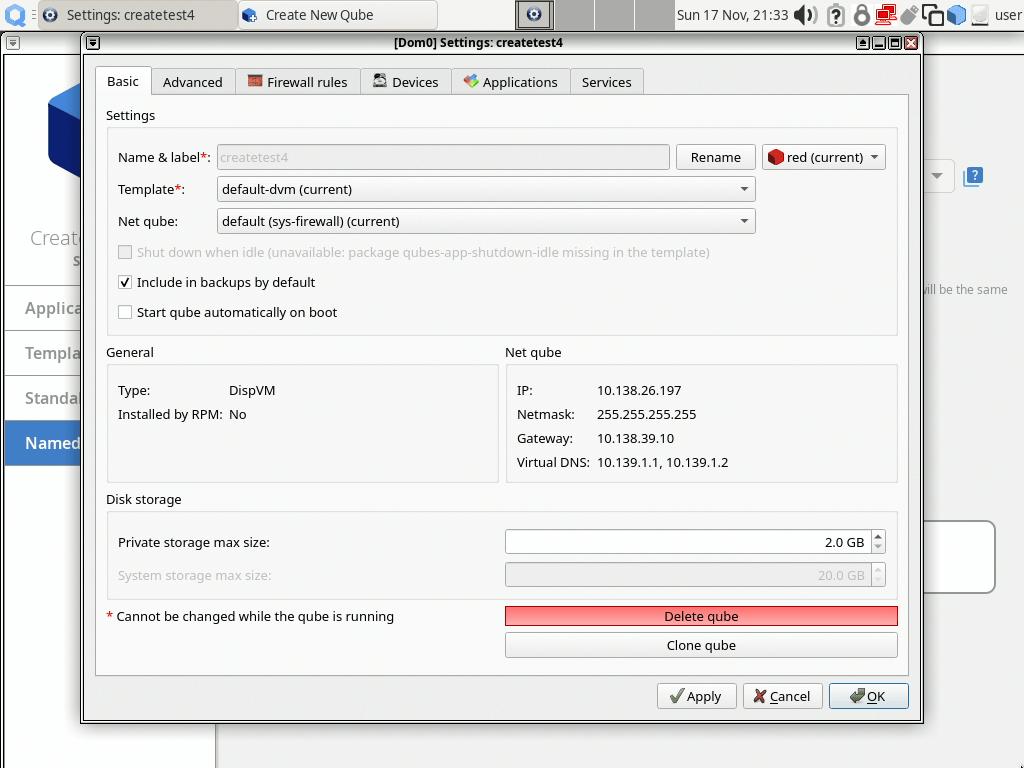 Settings: createtest4
Create New Qube
Sun 17 Nov, 21:33
user
[Dom0] Settings: createtest4
Basic
Advanced
Firewall rules
Devices
Applications
Services
Settings
Name & label*:
createtest4
Rename
red (current)
Template*:
default-dvm (current)
Net qube:
default (sys-firewall) (current)
Shut down when idle (unavailable: package qubes-app-shutdown-idle missing in the template)
Include in backups by default
Start qube automatically on boot
General
Type: DispVM
Installed by RPM: No
Net qube
IP: 10.138.26.197
Netmask: 255.255.255.255
Gateway: 10.138.39.10
Virtual DNS: 10.139.1.1, 10.139.1.2
Disk storage
Private storage max size: 2.0 GB
System storage max size: 20.0 GB
* Cannot be changed while the qube is running
Delete qube
Clone qube
Apply
Cancel
OK
Named
will be the same